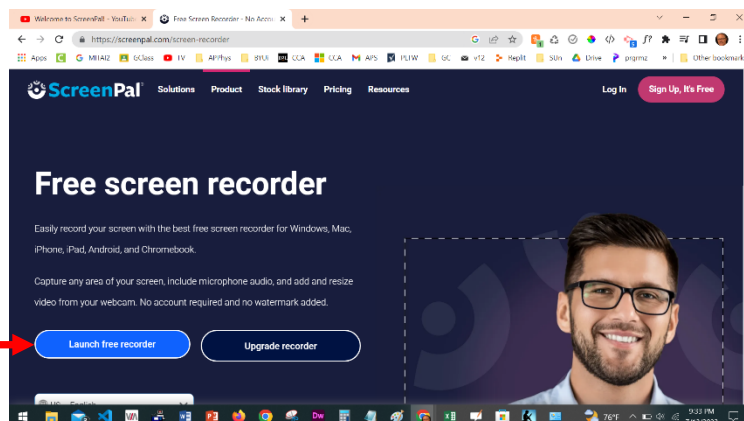 Welcome to ScreenPal - YouTube
Free Screen Recorder - No Accou
https://screenpal.com/screen-recorder
Apps
GMITAI2
GClass
TV
APPhys
BYUi
CCA
CCA
APS
PLTW
GC
v12
Replit
SUn
Drive
prgrmz
»
Other bookmark
ScreenPal
Solutions
Product
Stock library
Pricing
Resources
Log In
Sign Up, It's Free
Free screen recorder
Easily record your screen with the best free screen recorder for Windows, Mac,
iPhone, iPad, Android, and Chromebook.
Capture any area of your screen, include microphone audio, and add and resize
video from your webcam. No account required and no watermark added.
Launch free recorder
Upgrade recorder
US - English
76°F
9:33 PM